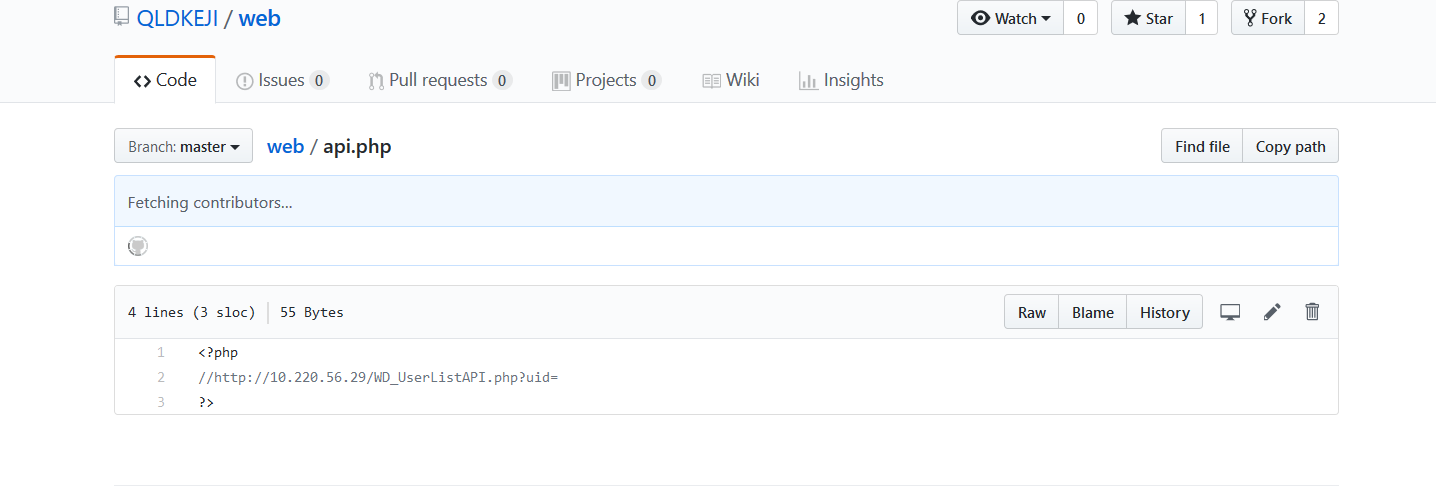 QLDKEJI / web
Watch 0 Star 1 Fork 2
Code Issues 0 Pull requests 0 Projects 0 Wiki Insights
Branch: master web / api.php Find file Copy path
Fetching contributors...
4 lines (3 sloc) 55 Bytes Raw Blame History
1 <?php
2 //http://10.220.56.29/WD_UserListAPI.php?uid=
3 ?>